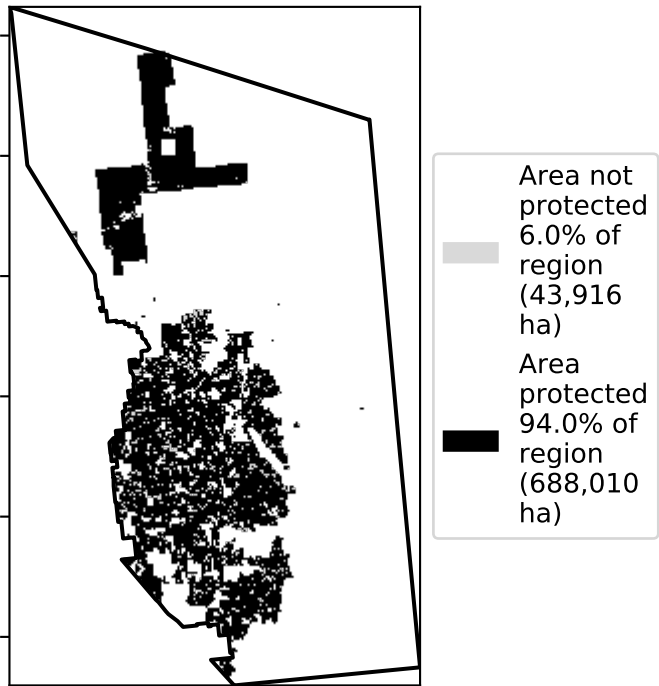 Area not
protected
6.0% of
region
(43,916
ha)
Area
protected
94.0% of
region
(688,010
ha)